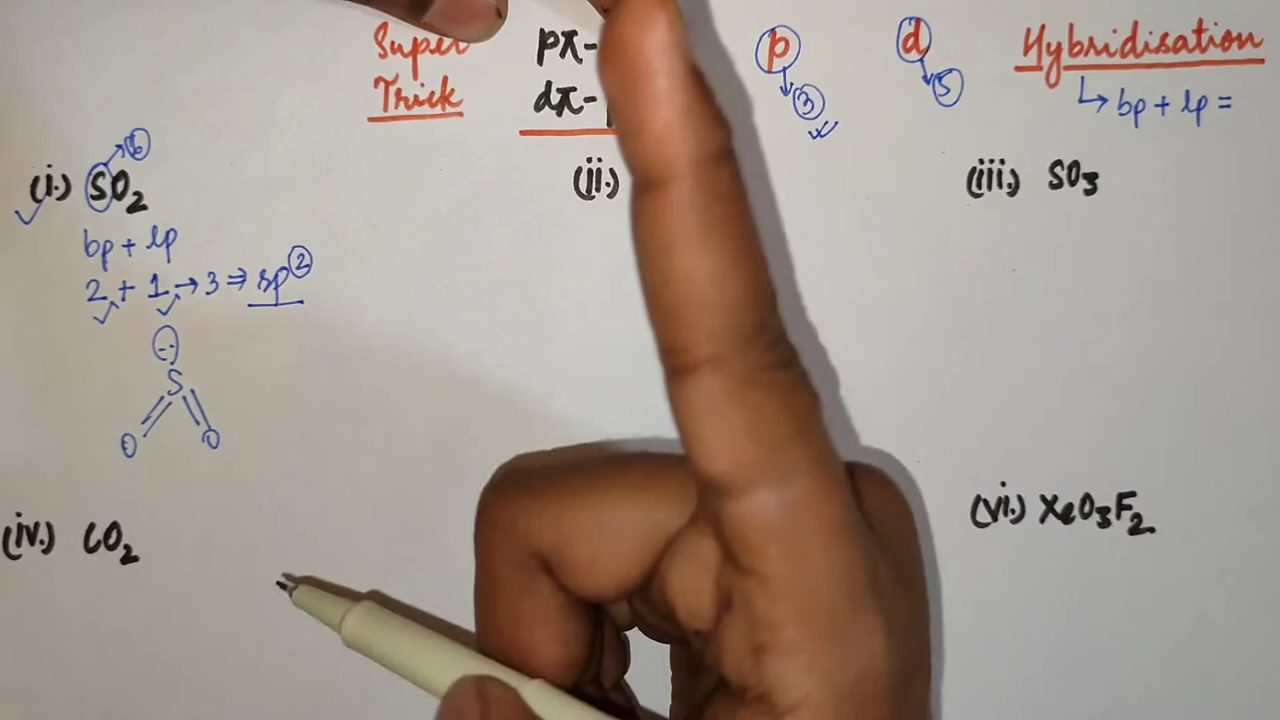 Super
Trick
pπ-
dπ-
p
3
d
5
Hybridisation
↳ bp + lp =
(i.) SO2
6
bp + lp
2 + 1 → 3 ⇒ sp2
S
O O
(ii.)
(iii.) SO3
(iv.) CO2
(vi.) XeO3F2